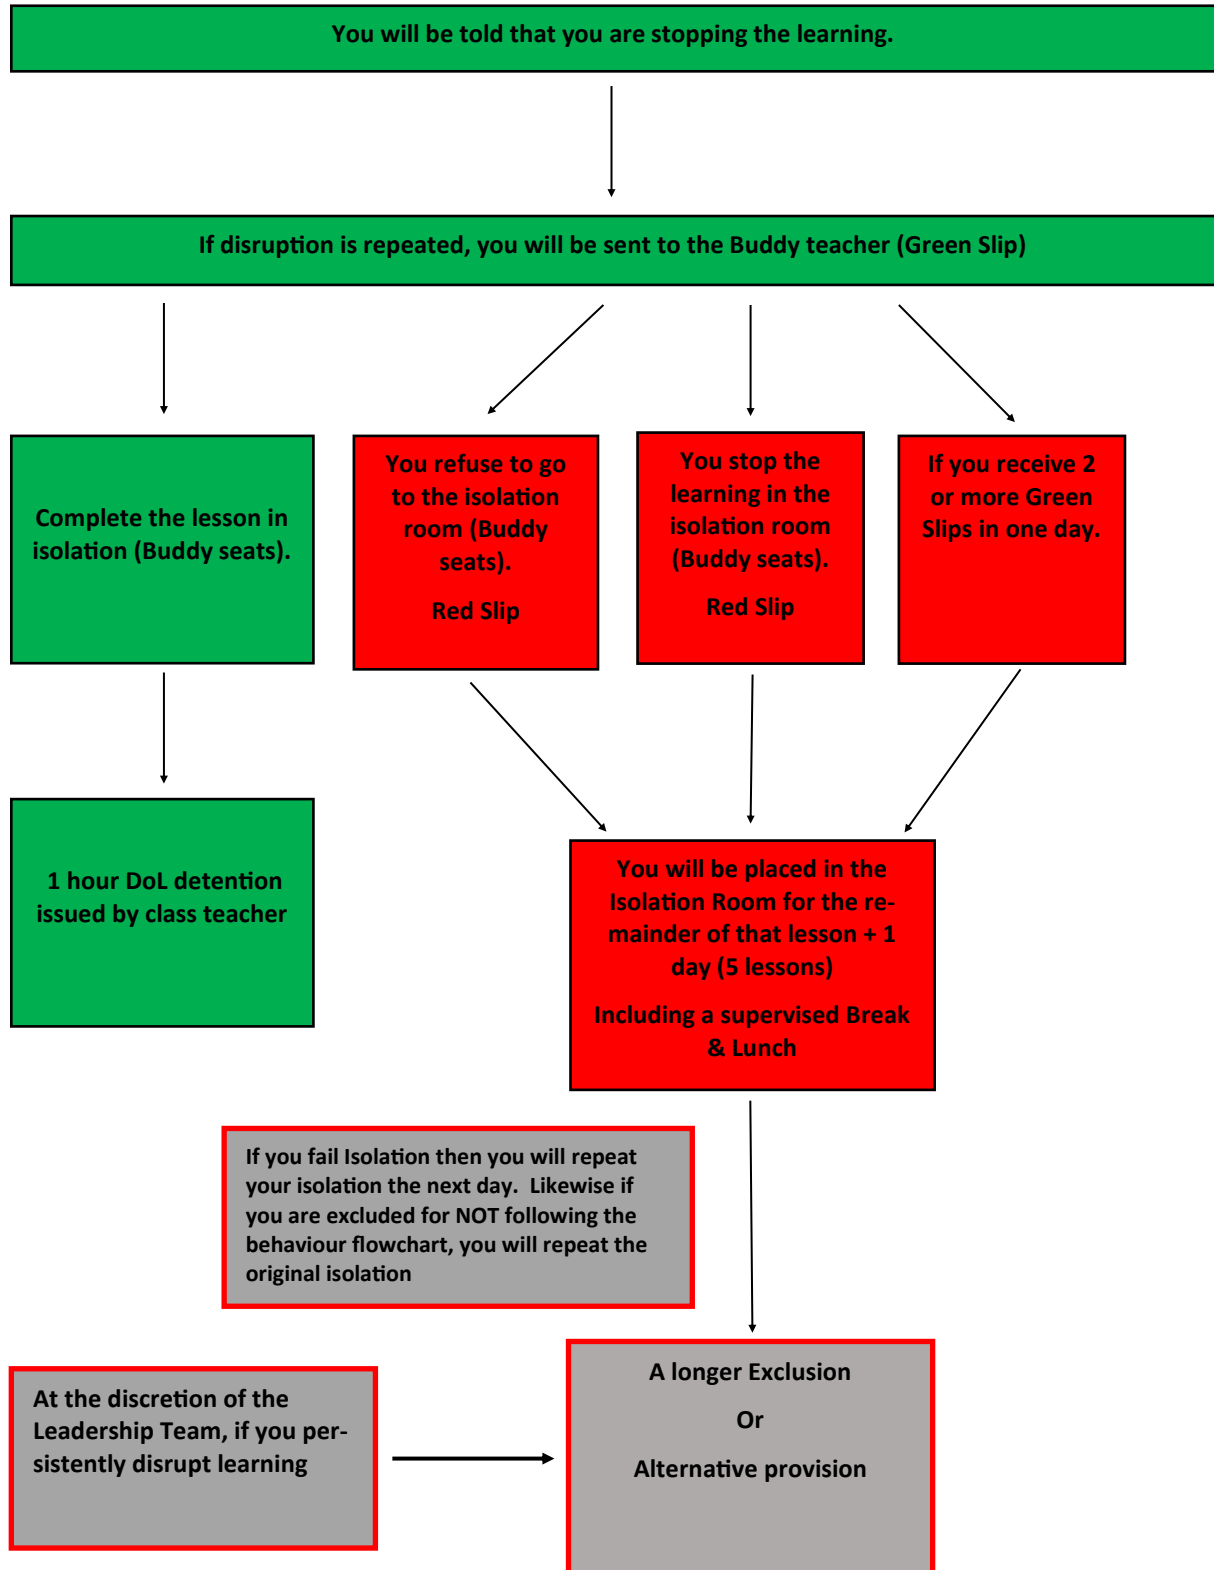 You will be told that you are stopping the learning.
If disruption is repeated, you will be sent to the Buddy teacher (Green Slip)
Complete the lesson in
isolation (Buddy seats).
You refuse to go
to the isolation
room (Buddy
seats).
Red Slip
You stop the
learning in the
isolation room
(Buddy seats).
Red Slip
If you receive 2
or more Green
Slips in one day.
1 hour DoL detention
issued by class teacher
You will be placed in the
Isolation Room for the re-
mainder of that lesson + 1
day (5 lessons)
Including a supervised Break
& Lunch
If you fail Isolation then you will repeat
your isolation the next day.  Likewise if
you are excluded for NOT following the
behaviour flowchart, you will repeat the
original isolation
At the discretion of the
Leadership Team, if you per-
sistently disrupt learning
A longer Exclusion
Or
Alternative provision